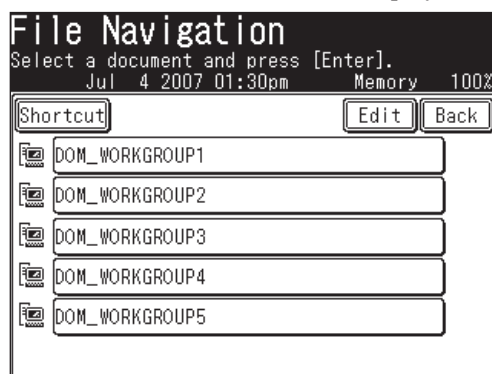 File Navigation
Select a document and press [Enter].
Jul 4 2007 01:30pm Memory 100%
Shortcut Edit Back
DOM_WORKGROUP1
DOM_WORKGROUP2
DOM_WORKGROUP3
DOM_WORKGROUP4
DOM_WORKGROUP5